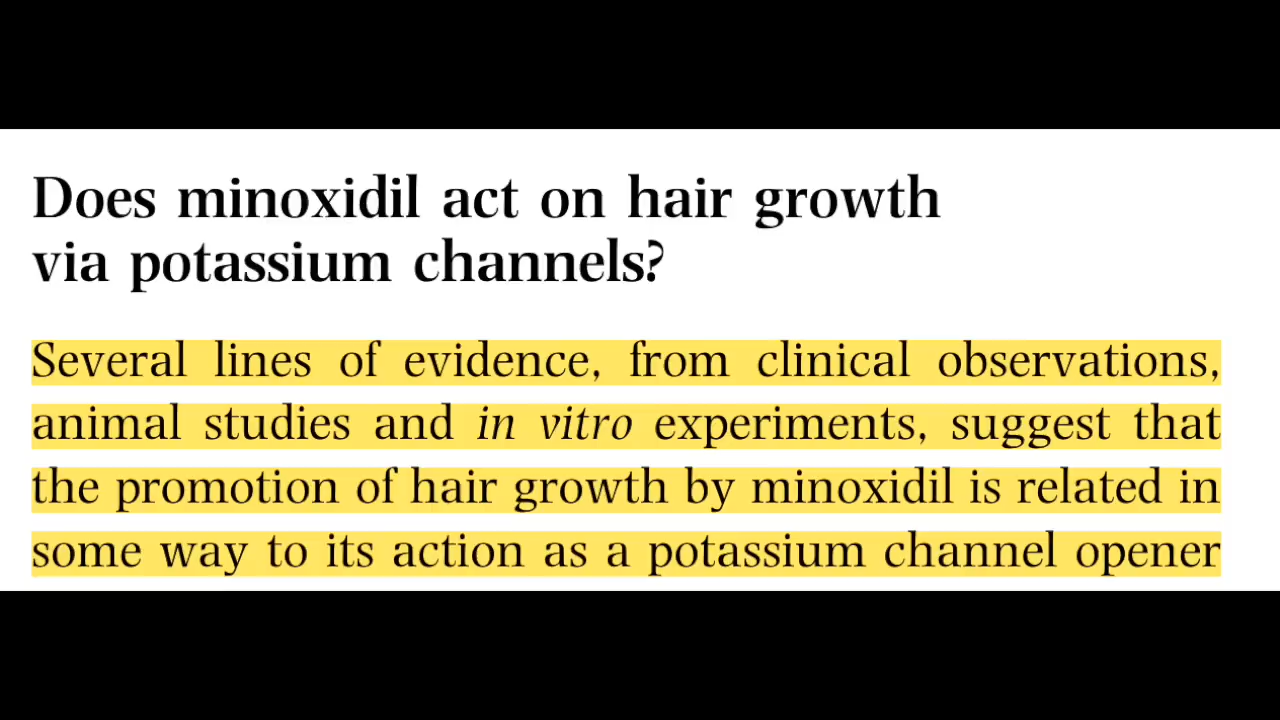 Does minoxidil act on hair growth
via potassium channels?
Several lines of evidence, from clinical observations,
animal studies and in vitro experiments, suggest that
the promotion of hair growth by minoxidil is related in
some way to its action as a potassium channel opener